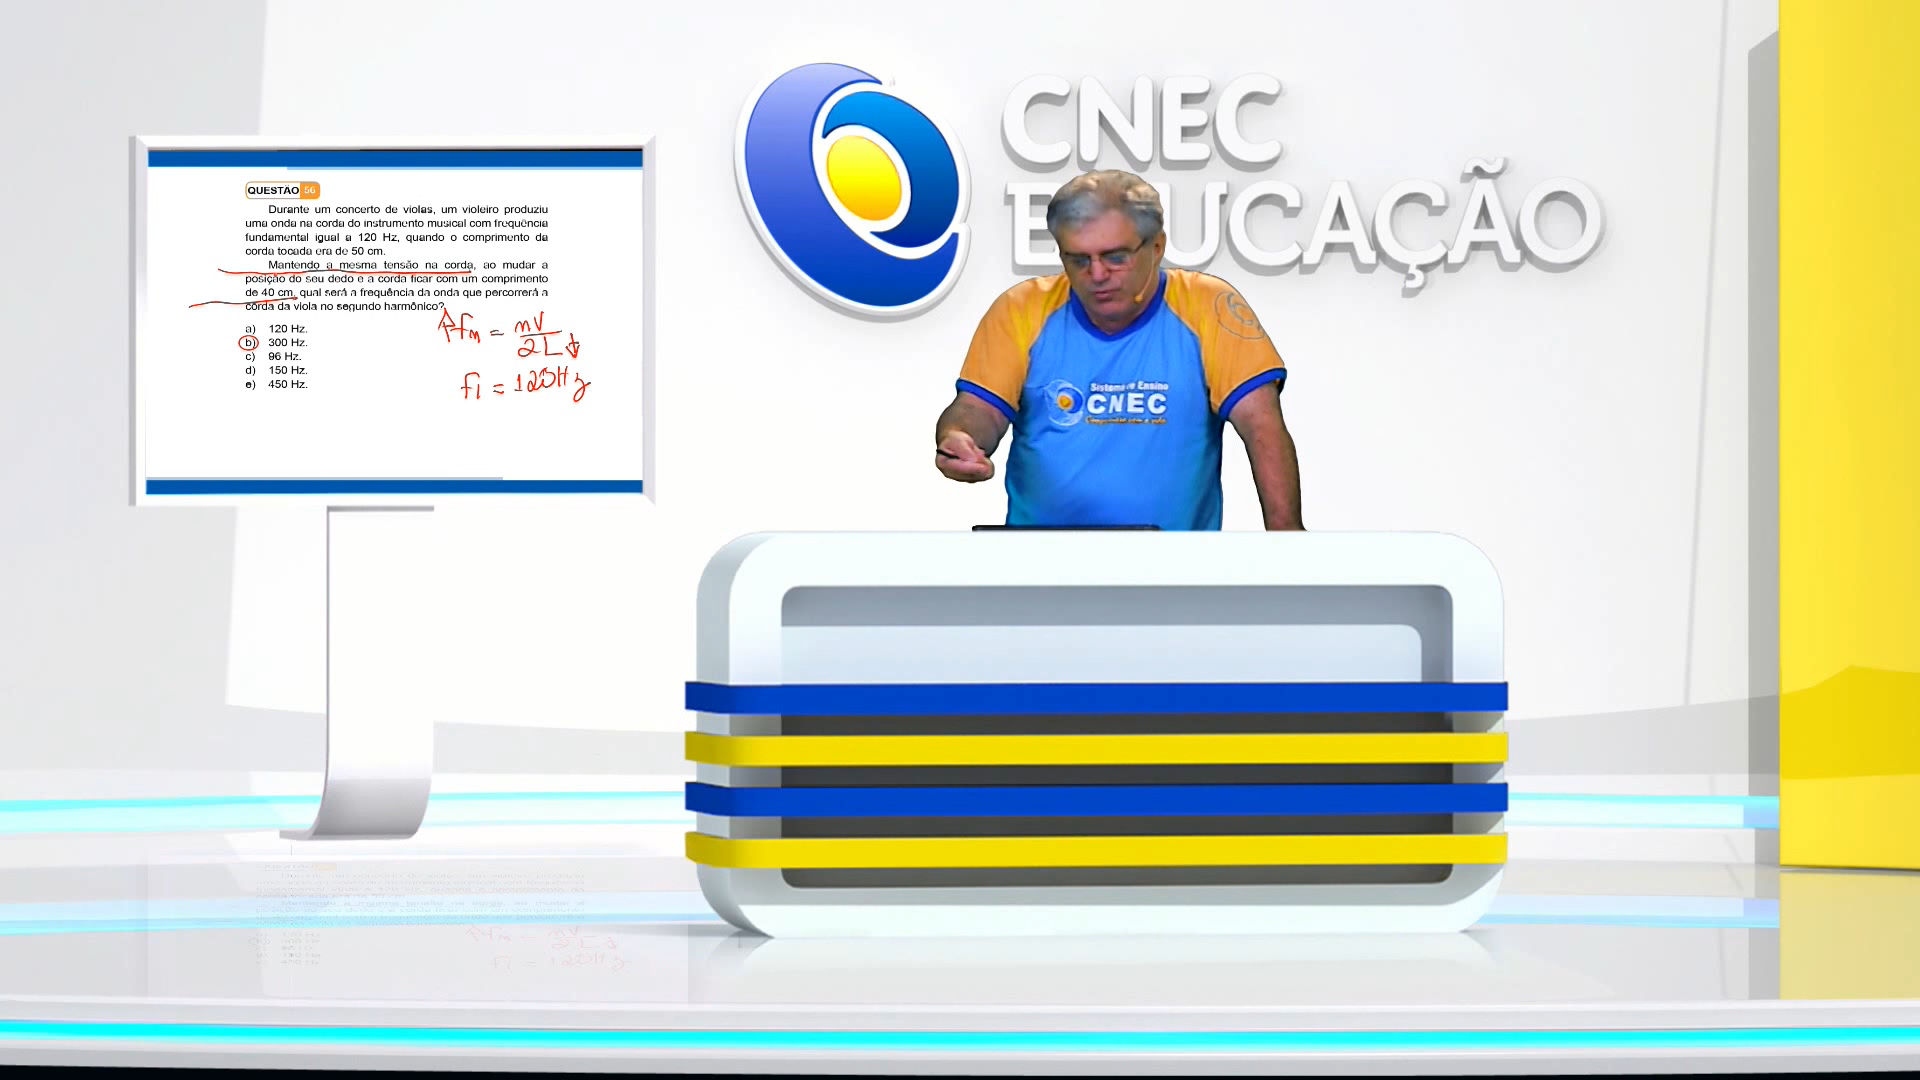 CNEC
EDUCAÇÃO
QUESTÃO 56
Durante um concerto de violas, um violeiro produziu
uma onda na corda do instrumento musical com frequência
fundamental igual a 120 Hz, quando o comprimento da
corda tocada era de 50 cm.
Mantendo a mesma tensão na corda, ao mudar a
posição do seu dedo e a corda ficar com um comprimento
de 40 cm, qual será a frequência da onda que percorrerá a
corda da viola no segundo harmônico?
a) 120 Hz.
b) 300 Hz.
c) 96 Hz.
d) 150 Hz.
e) 450 Hz.
↑fn = nV
2L↓
f1 = 120Hz
Sistema de Ensino
CNEC